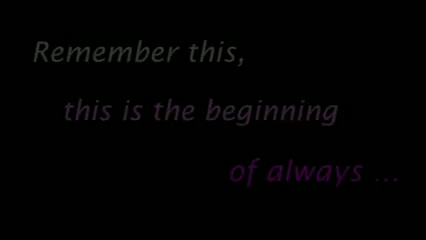 Remember this,
this is the beginning
of always ...